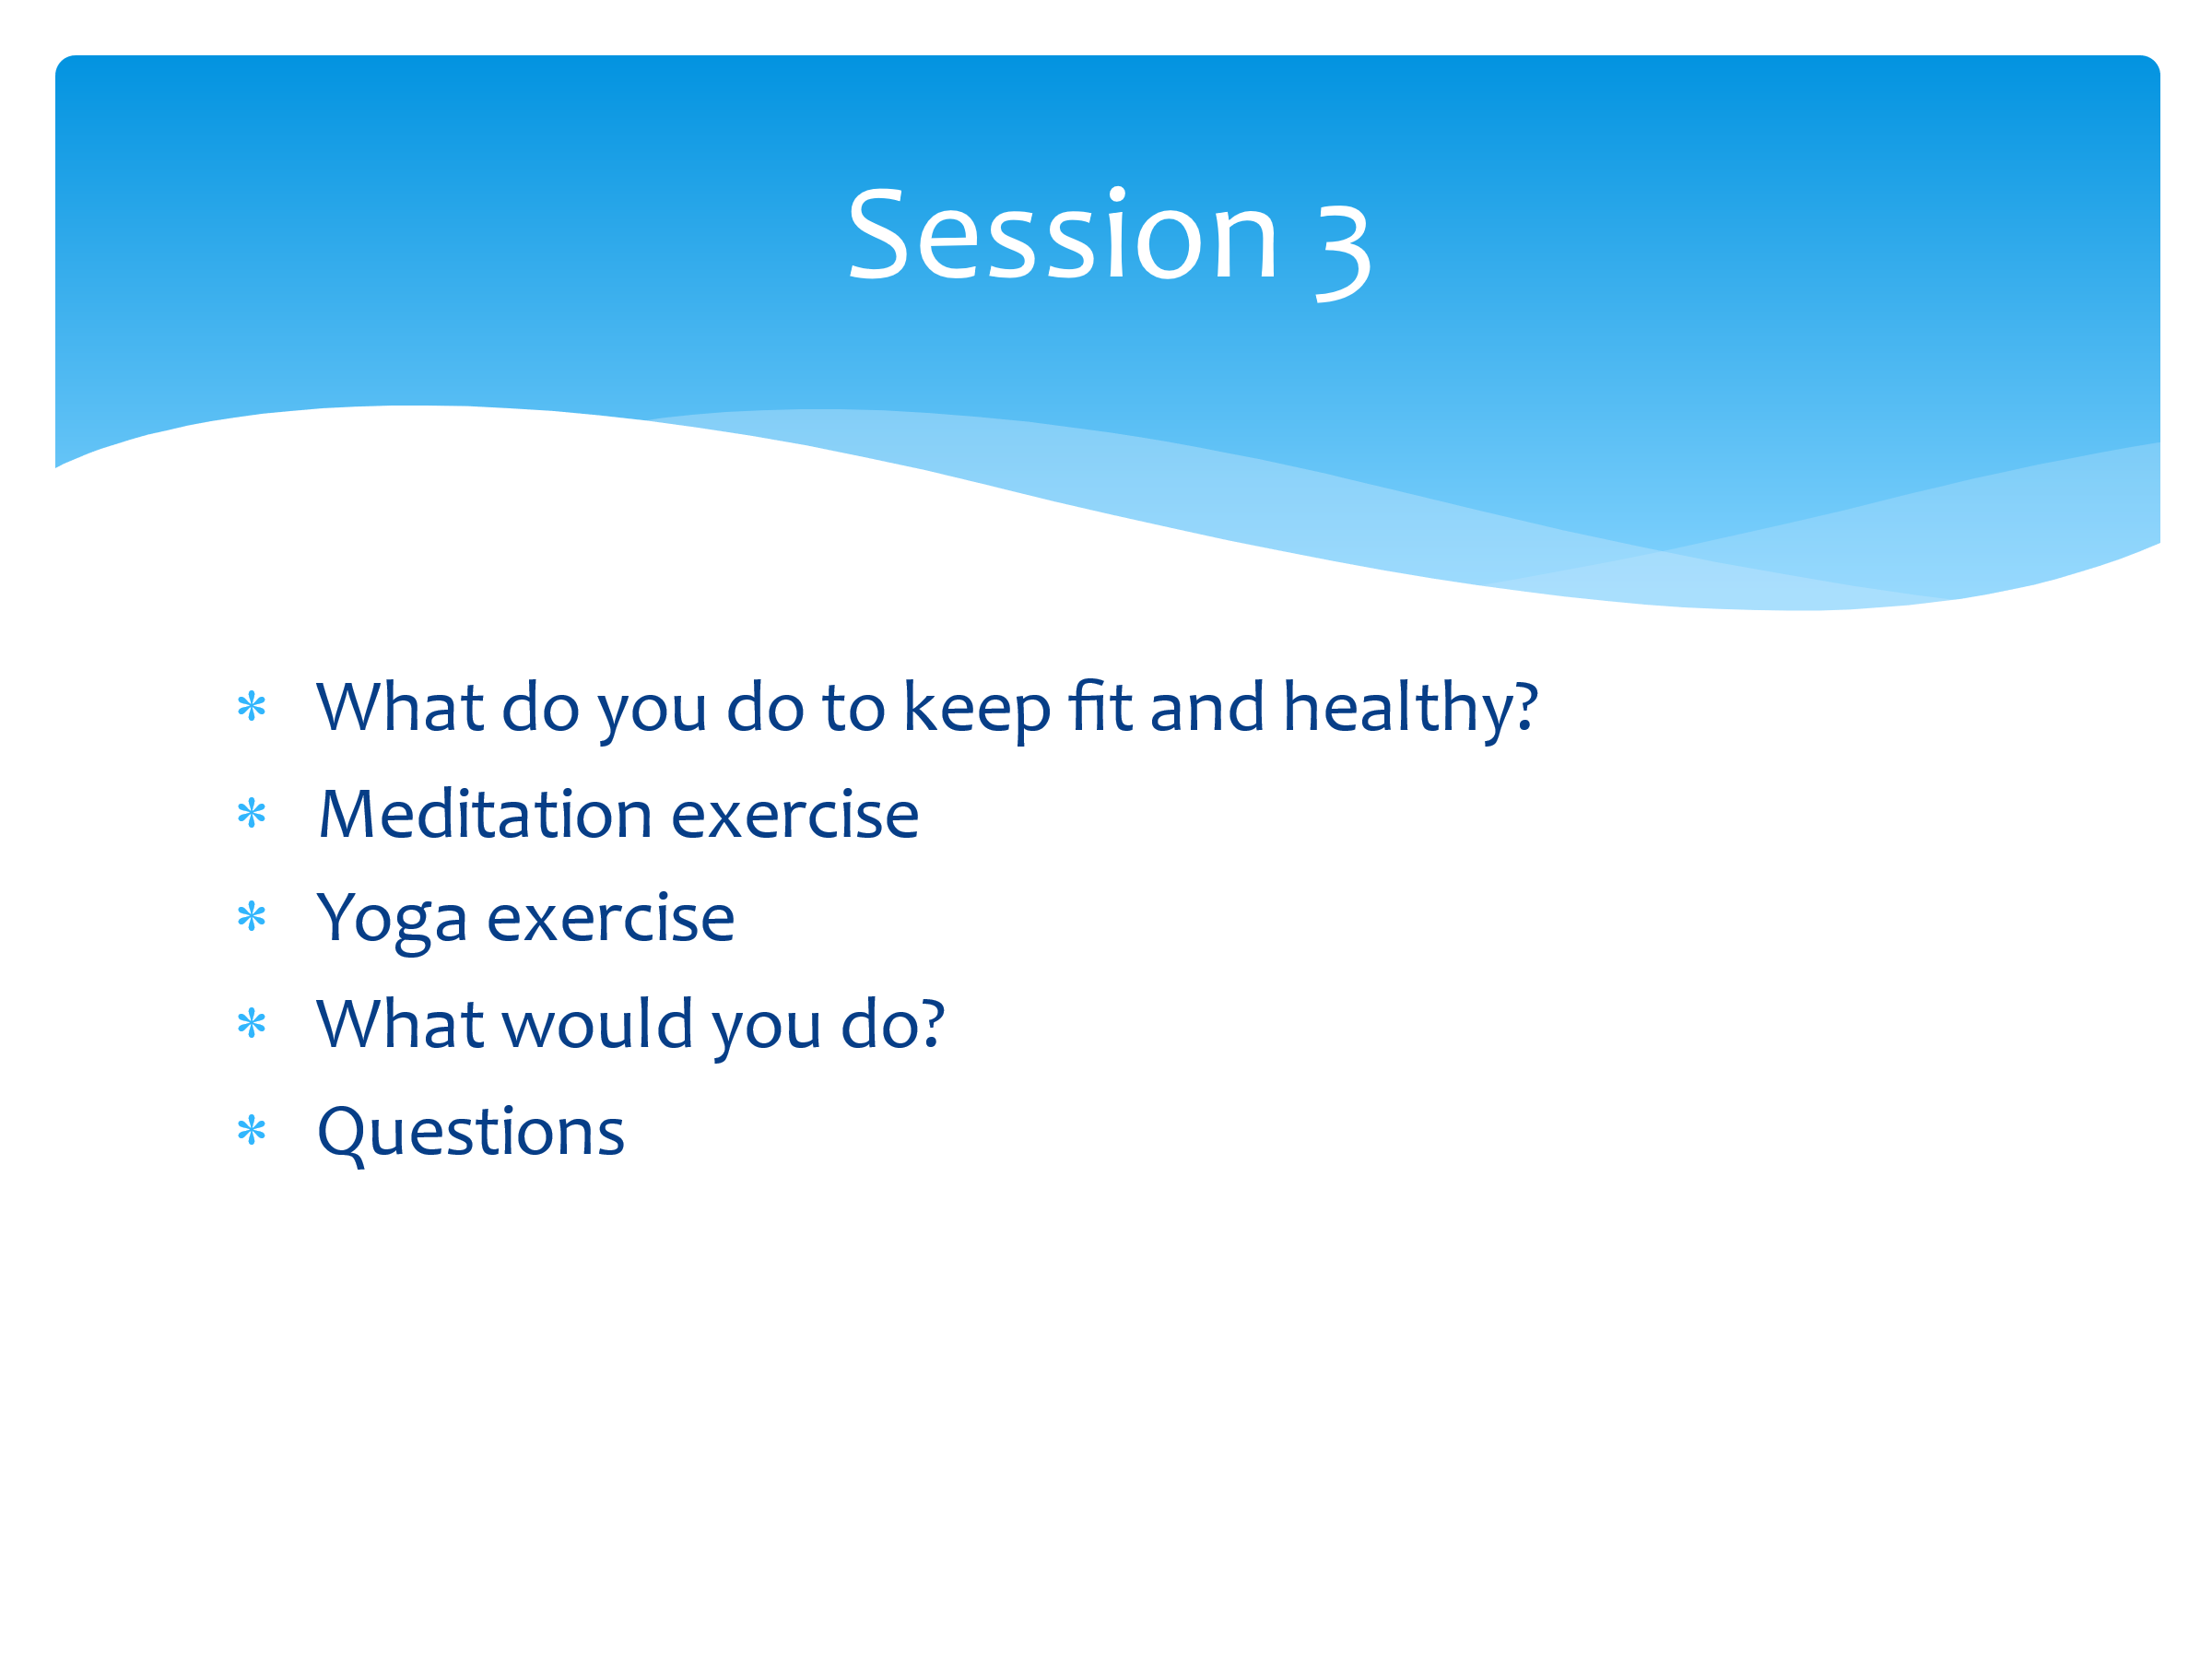 Session 3
* What do you do to keep fit and healthy?
* Meditation exercise
* Yoga exercise
* What would you do?
* Questions